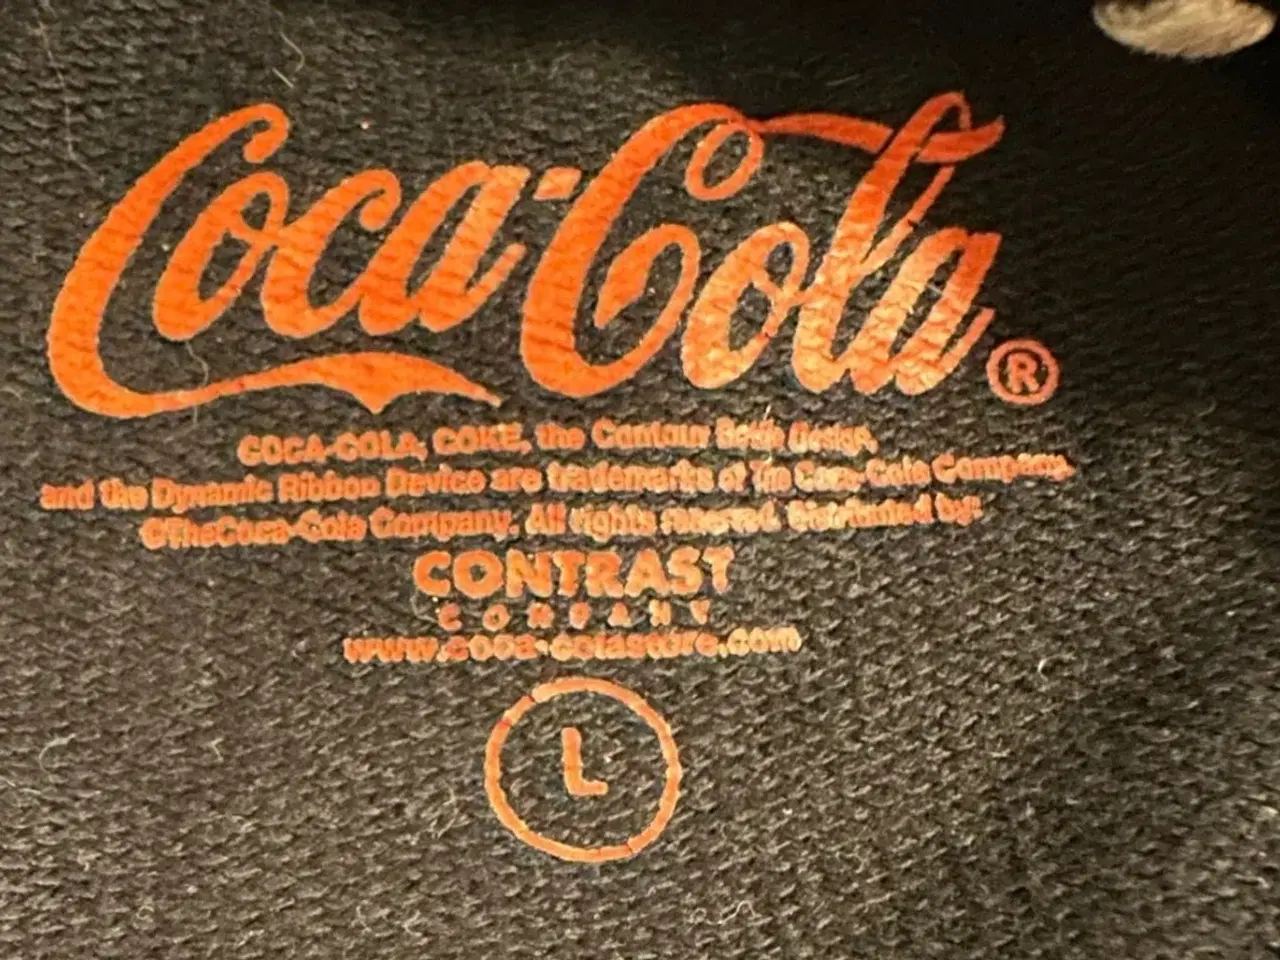 Coca-Cola®
COCA-COLA, COKE, the Contour Bottle Design,
and the Dynamic Ribbon Device are trademarks of The Coca-Cola Company.
©TheCoca-Cola Company. All rights reserved. Distributed by:
CONTRAST
COMPANY
www.coca-colastore.com
L